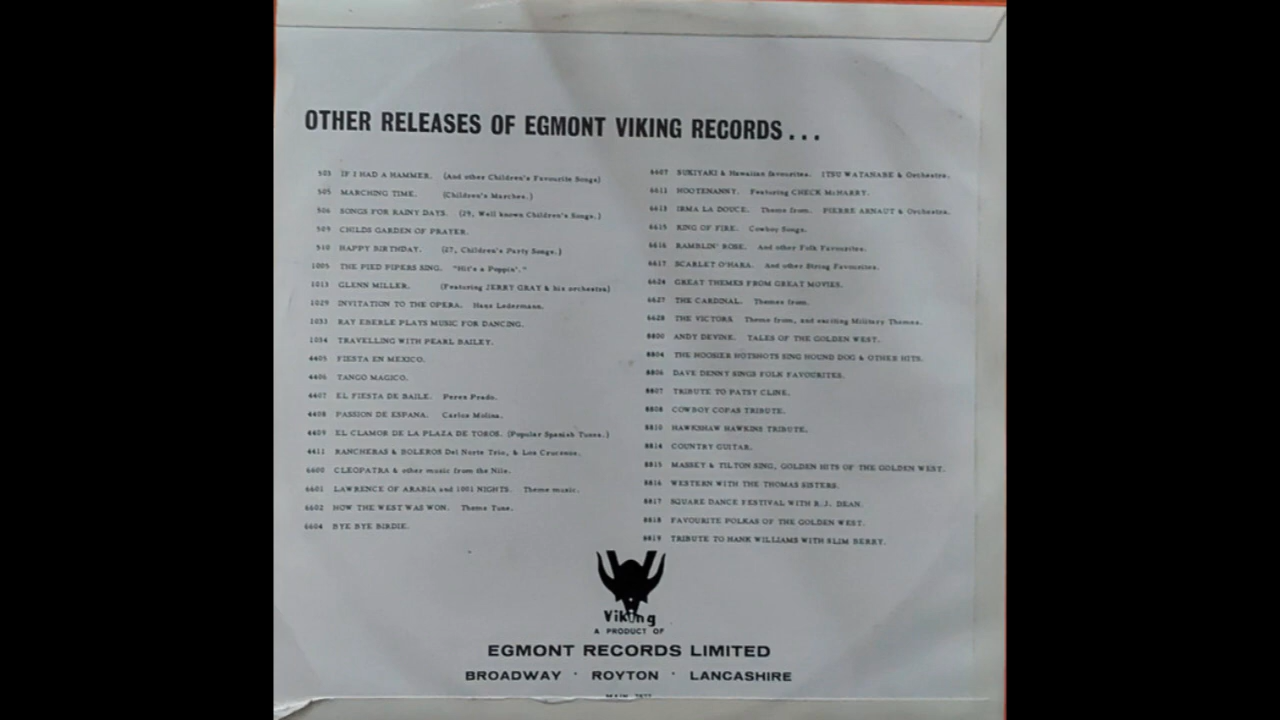 OTHER RELEASES OF EGMONT VIKING RECORDS...
503 IF I HAD A HAMMER. (And other Children's Favourite Songs)
505 MARCHING TIME. (Children's Marches.)
506 SONGS FOR RAINY DAYS. (29, Well known Children's Songs.)
509 CHILDS GARDEN OF PRAYER.
510 HAPPY BIRTHDAY. (27, Children's Party Songs.)
1005 THE PIED PIPERS SING. "Hit's a Poppin'."
1013 GLENN MILLER. (Featuring JERRY GRAY & his orchestra)
1029 INVITATION TO THE OPERA. Hans Ledermann.
1033 RAY EBERLE PLAYS MUSIC FOR DANCING.
1034 TRAVELLING WITH PEARL BAILEY.
4405 FIESTA EN MEXICO.
4406 TANGO MAGICO.
4407 EL FIESTA DE BAILE. Perez Prado.
4408 PASSION DE ESPANA. Carlos Molina.
4409 EL CLAMOR DE LA PLAZA DE TOROS. (Popular Spanish Tunes.)
4411 RANCHERAS & BOLEROS Del Norte Trio, & Los Cruceños.
6600 CLEOPATRA & other music from the Nile.
6601 LAWRENCE OF ARABIA and 1001 NIGHTS. Theme music.
6602 HOW THE WEST WAS WON. Theme Tune.
6604 BYE BYE BIRDIE.
6607 SUKIYAKI & Hawaiian favourites. ITSU WATANABE & Orchestra.
6611 HOOTENANNY. Featuring CHECK McHARRY.
6613 IRMA LA DOUCE. Theme from. PIERRE ARNAUT & Orchestra.
6615 RING OF FIRE. Cowboy Songs.
6616 RAMBLIN' ROSE. And other Folk Favourites.
6617 SCARLET O'HARA. And other String Favourites.
6624 GREAT THEMES FROM GREAT MOVIES.
6627 THE CARDINAL. Themes from.
6628 THE VICTORS. Theme from, and exciting Military Themes.
8800 ANDY DEVINE. TALES OF THE GOLDEN WEST.
8804 THE HOOSIER HOTSHOTS SING HOUND DOG & OTHER HITS.
8806 DAVE DENNY SINGS FOLK FAVOURITES.
8807 TRIBUTE TO PATSY CLINE.
8808 COWBOY COPAS TRIBUTE.
8810 HAWKSHAW HAWKINS TRIBUTE.
8814 COUNTRY GUITAR.
8815 MASSEY & TILTON SING, GOLDEN HITS OF THE GOLDEN WEST.
8816 WESTERN WITH THE THOMAS SISTERS.
8817 SQUARE DANCE FESTIVAL WITH R.J. DEAN.
8818 FAVOURITE POLKAS OF THE GOLDEN WEST.
8819 TRIBUTE TO HANK WILLIAMS WITH SLIM BERRY.
Viking
A PRODUCT OF
EGMONT RECORDS LIMITED
BROADWAY · ROYTON · LANCASHIRE